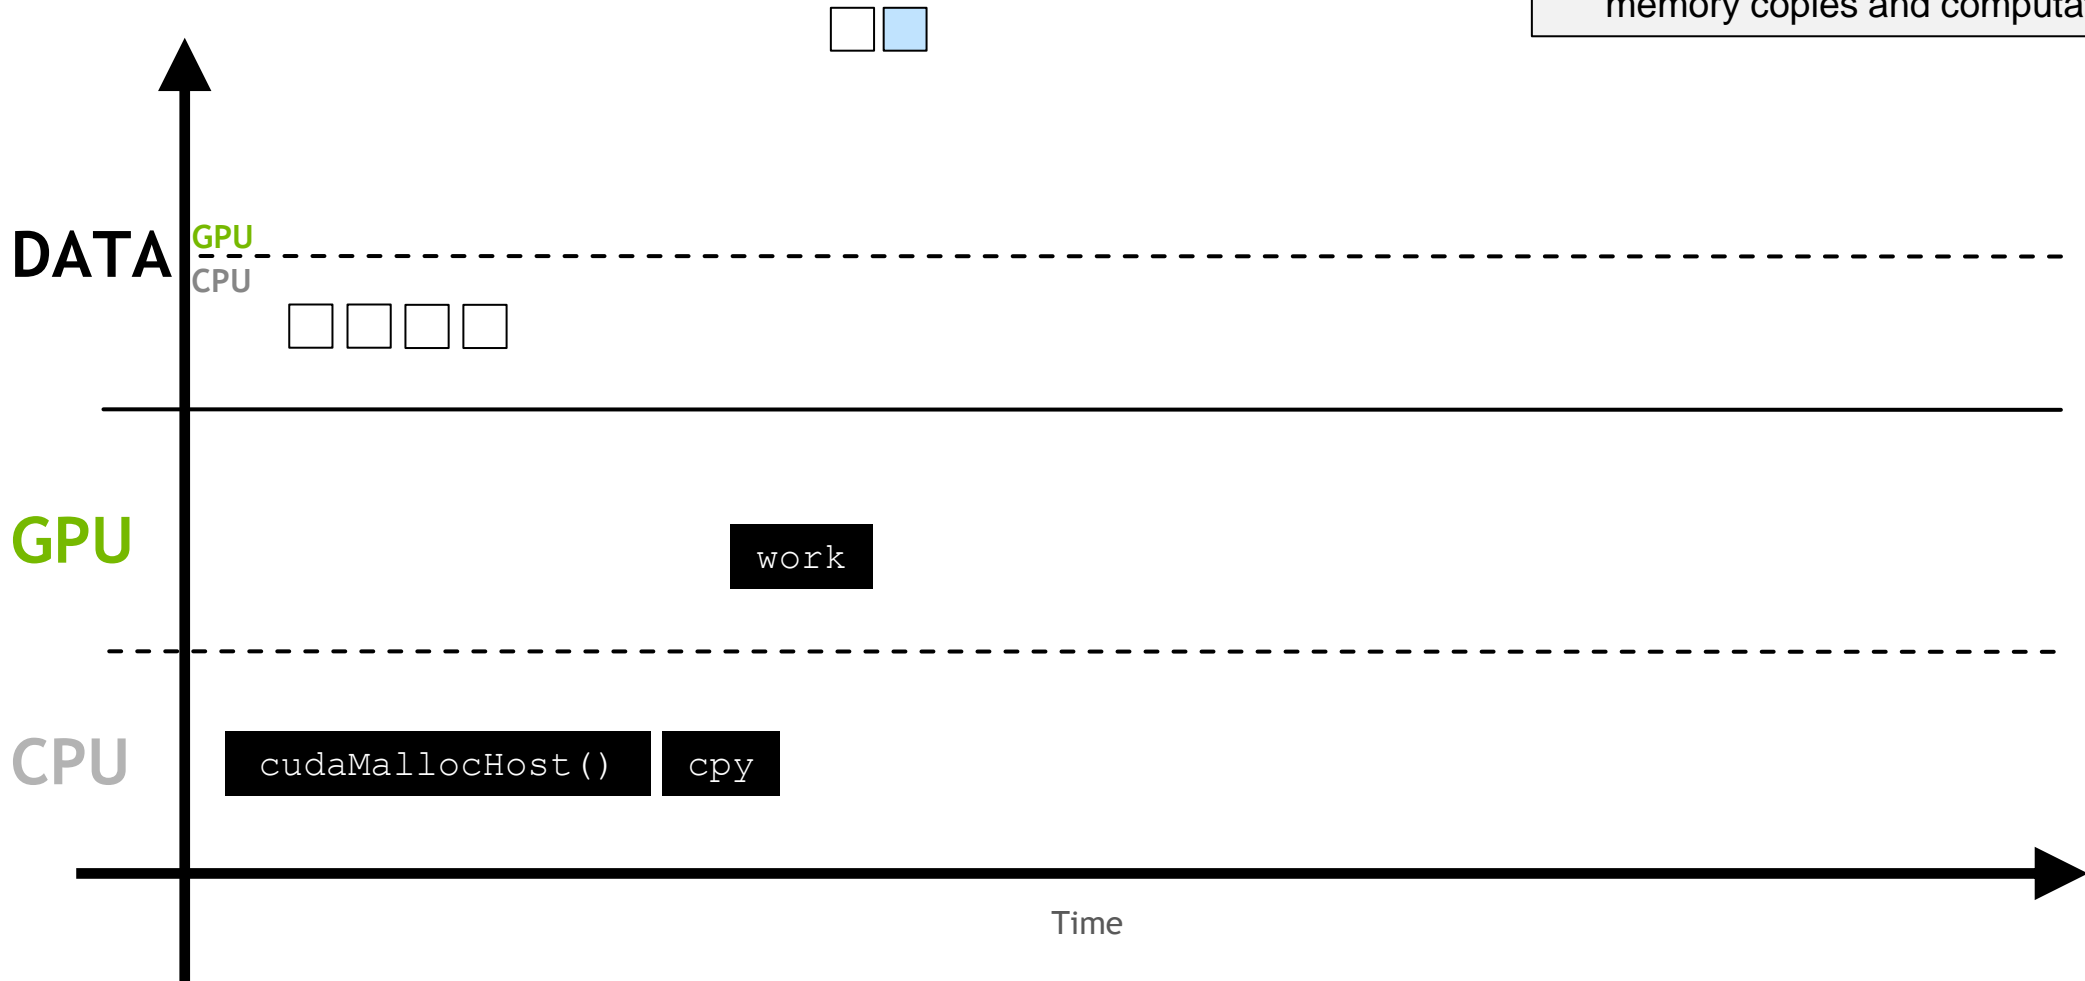 memory copies and computa
DATA
GPU
CPU
GPU
work
CPU
cudaMallocHost()
cpy
Time